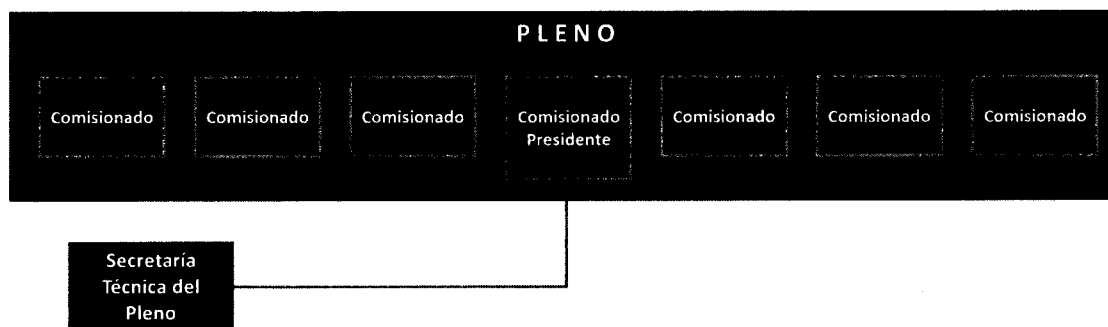 PLENO
Comisionado Comisionado Comisionado Comisionado Comisionado Comisionado Comisionado
Presidente
Secretaría
Técnica del
Pleno